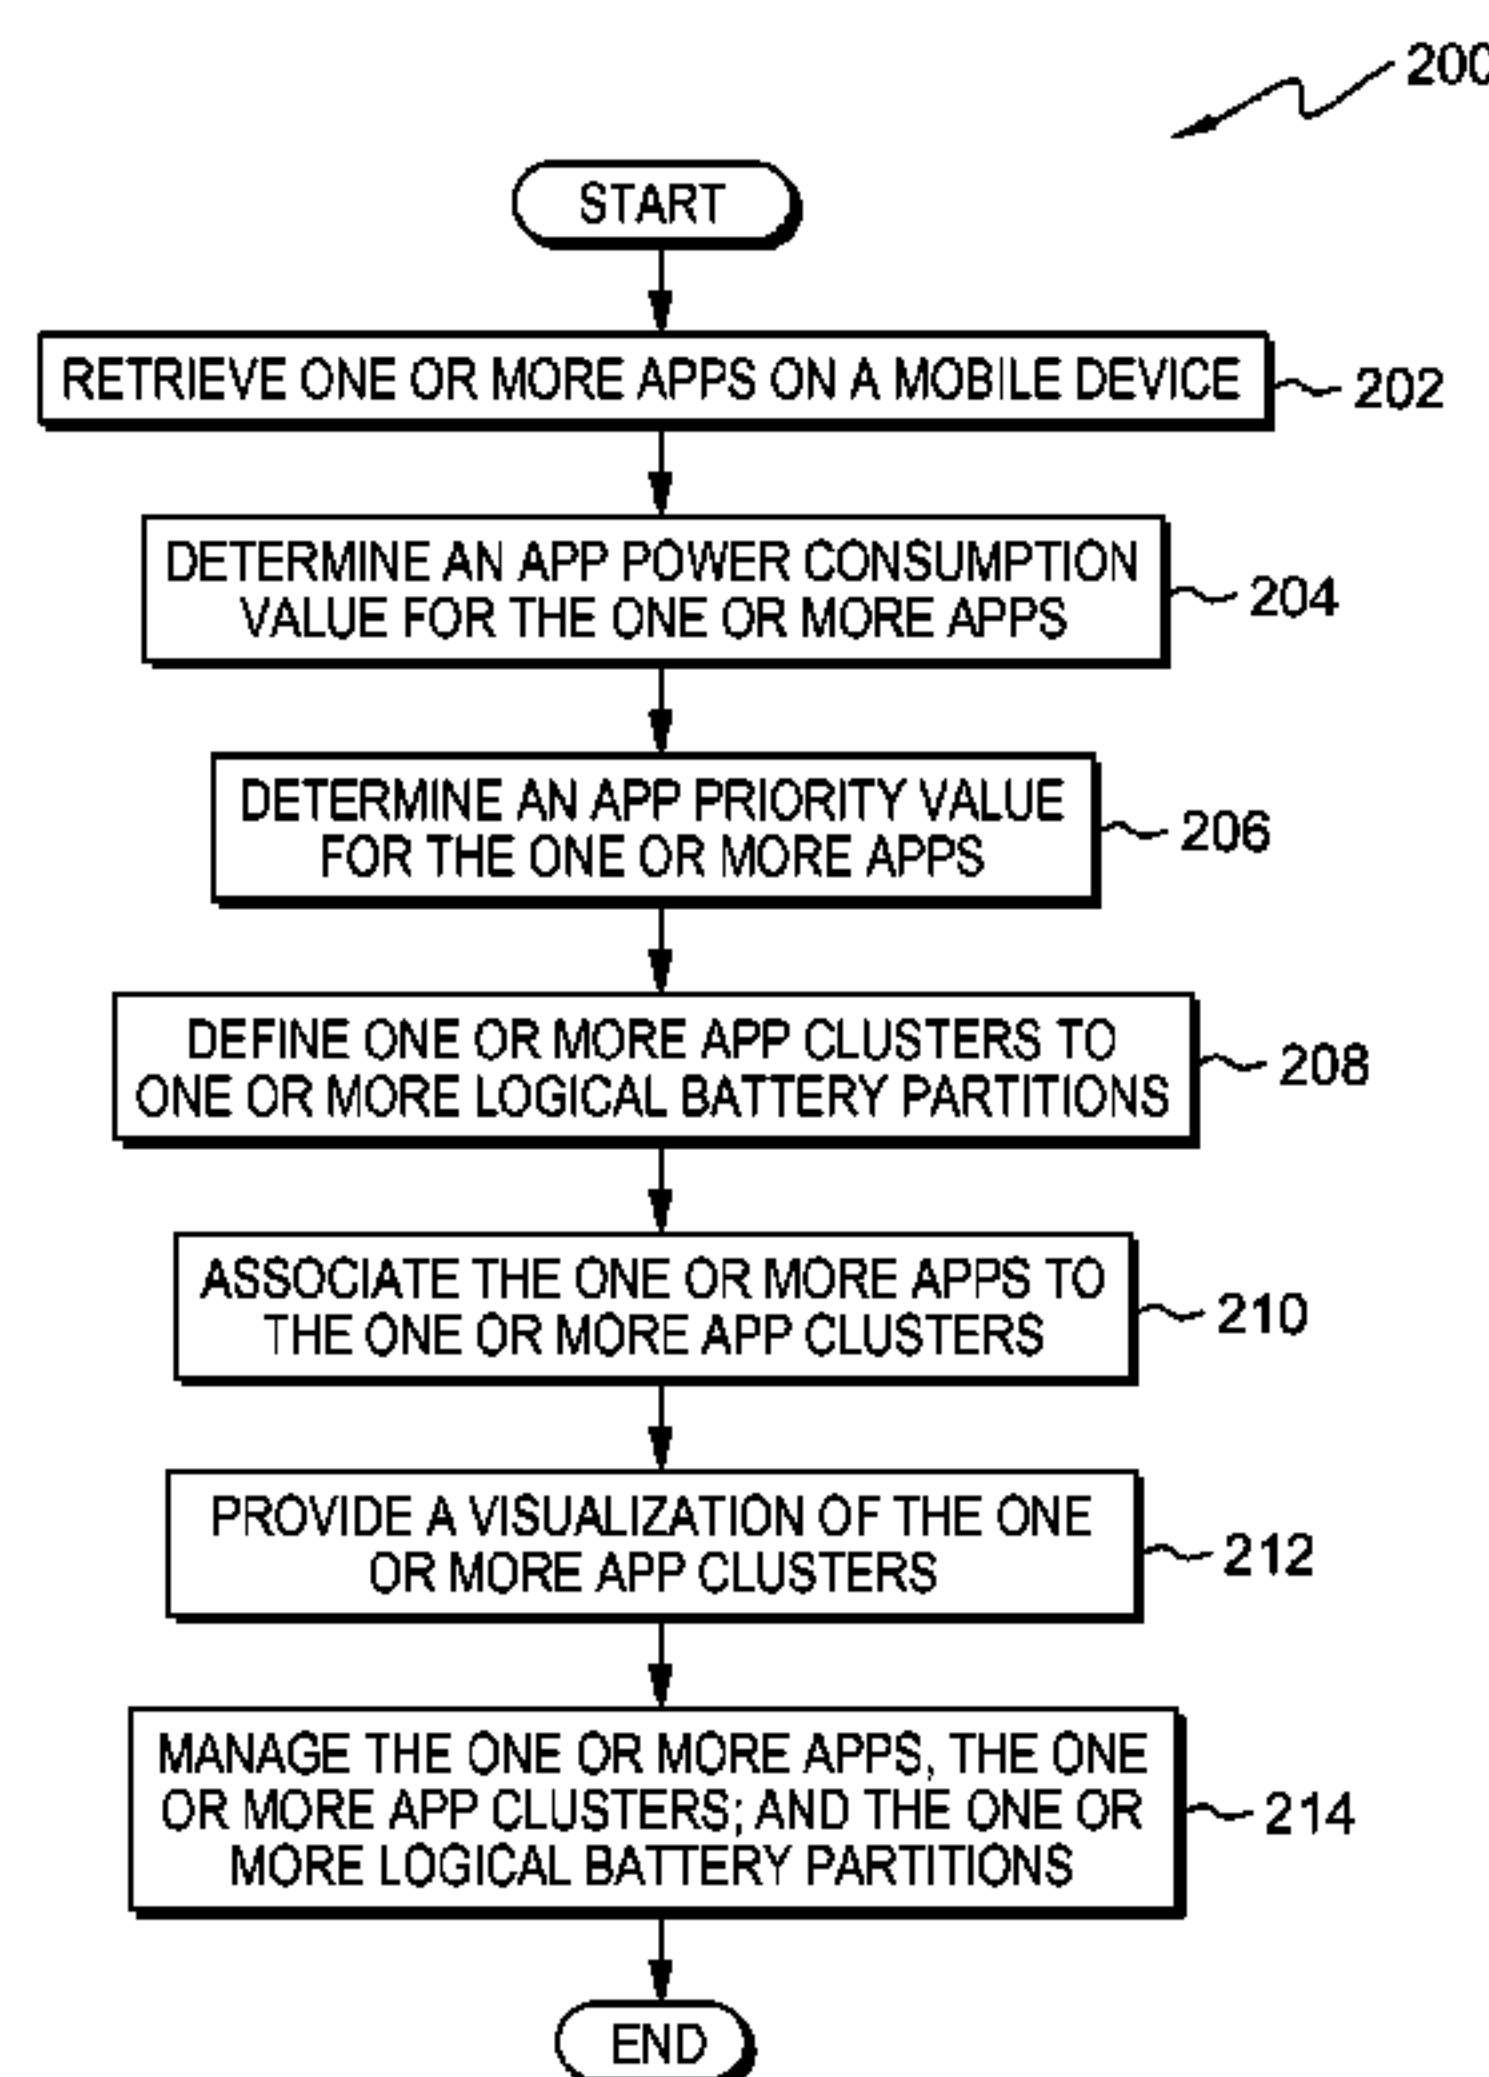 200
START
RETRIEVE ONE OR MORE APPS ON A MOBILE DEVICE
202
DETERMINE AN APP POWER CONSUMPTION
VALUE FOR THE ONE OR MORE APPS
204
DETERMINE AN APP PRIORITY VALUE
FOR THE ONE OR MORE APPS
206
DEFINE ONE OR MORE APP CLUSTERS TO
ONE OR MORE LOGICAL BATTERY PARTITIONS
208
ASSOCIATE THE ONE OR MORE APPS TO
THE ONE OR MORE APP CLUSTERS
210
PROVIDE A VISUALIZATION OF THE ONE
OR MORE APP CLUSTERS
212
MANAGE THE ONE OR MORE APPS, THE ONE
OR MORE APP CLUSTERS; AND THE ONE OR
MORE LOGICAL BATTERY PARTITIONS
214
END